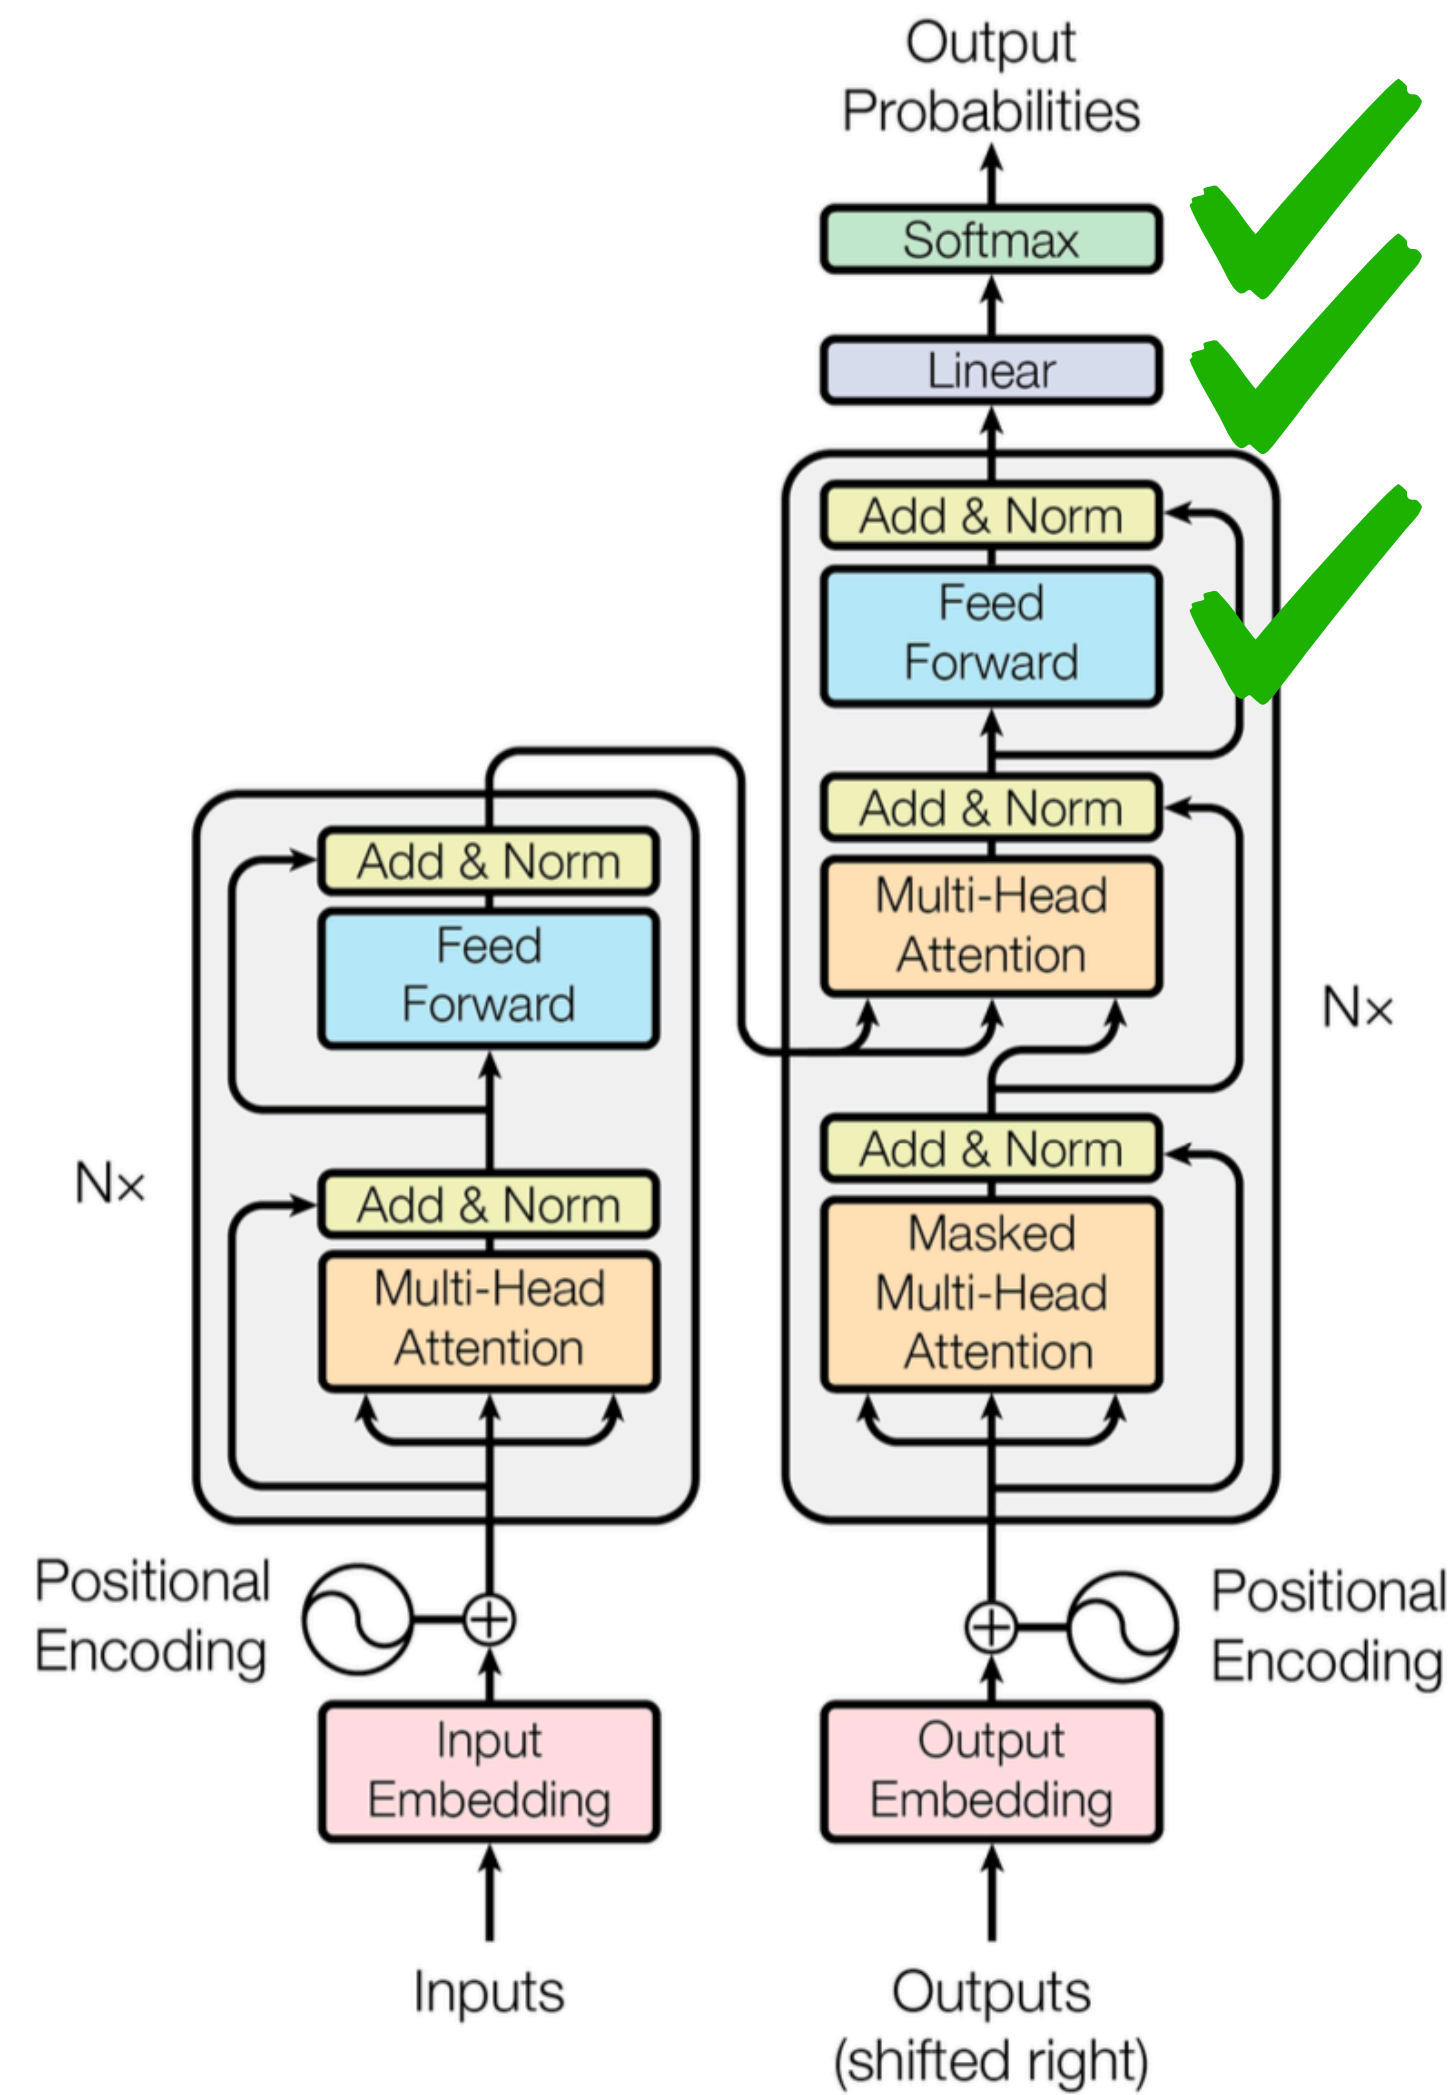 Output
Probabilities
Softmax
Linear
Add & Norm
Feed
Forward
Add & Norm
Multi-Head
Attention
Nx
Add & Norm
Masked
Multi-Head
Attention
Add & Norm
Feed
Forward
Nx
Add & Norm
Multi-Head
Attention
Positional
Encoding
Positional
Encoding
Input
Embedding
Output
Embedding
Inputs
Outputs
(shifted right)